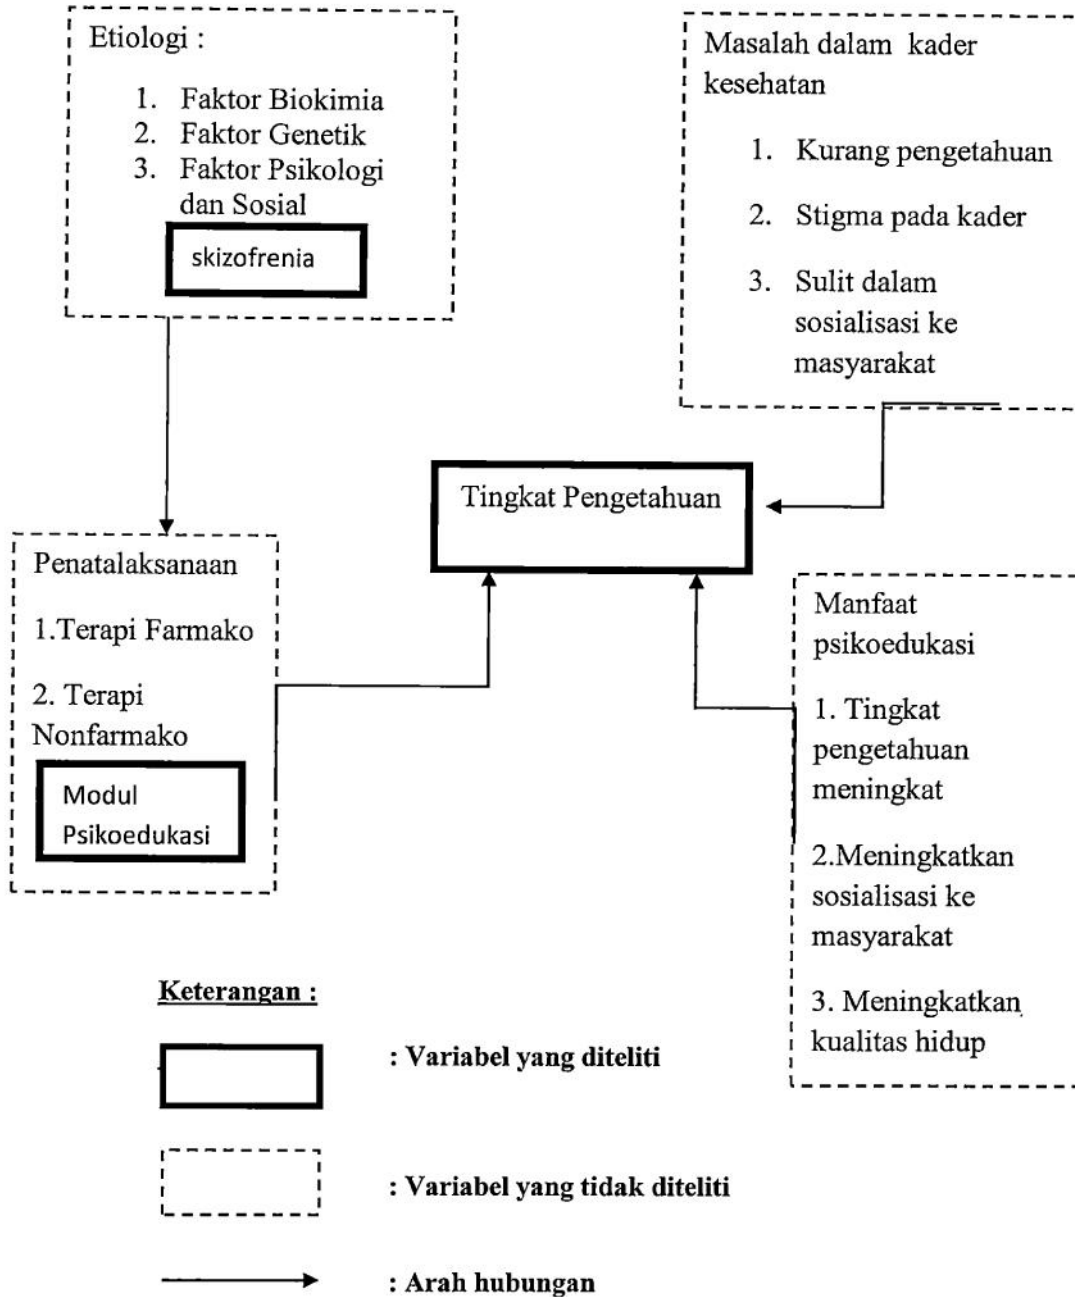 Etiologi :
1. Faktor Biokimia
2. Faktor Genetik
3. Faktor Psikologi
dan Sosial
skizofrenia
Masalah dalam kader
kesehatan
1. Kurang pengetahuan
2. Stigma pada kader
3. Sulit dalam
sosialisasi ke
masyarakat
Tingkat Pengetahuan
Penatalaksanaan
1.Terapi Farmako
2. Terapi
Nonfarmako
Modul
Psikoedukasi
Manfaat
psikoedukasi
1. Tingkat
pengetahuan
meningkat
2.Meningkatkan
sosialisasi ke
masyarakat
3. Meningkatkan
kualitas hidup
Keterangan :
: Variabel yang diteliti
: Variabel yang tidak diteliti
: Arah hubungan